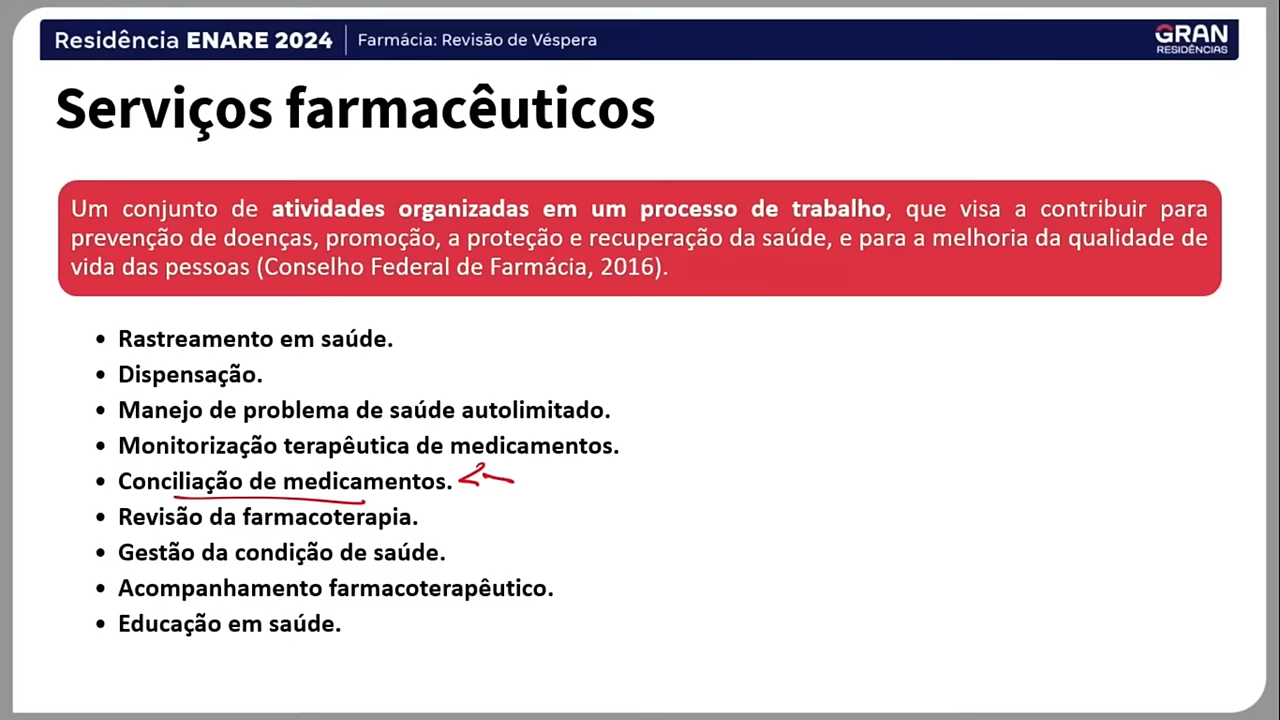 Residência ENARE 2024
Farmácia: Revisão de Véspera
GRAN
RESIDÊNCIAS
Serviços farmacêuticos
Um conjunto de atividades organizadas em um processo de trabalho, que visa a contribuir para
prevenção de doenças, promoção, a proteção e recuperação da saúde, e para a melhoria da qualidade de
vida das pessoas (Conselho Federal de Farmácia, 2016).
• Rastreamento em saúde.
• Dispensação.
• Manejo de problema de saúde autolimitado.
• Monitorização terapêutica de medicamentos.
• Conciliação de medicamentos.
• Revisão da farmacoterapia.
• Gestão da condição de saúde.
• Acompanhamento farmacoterapêutico.
• Educação em saúde.